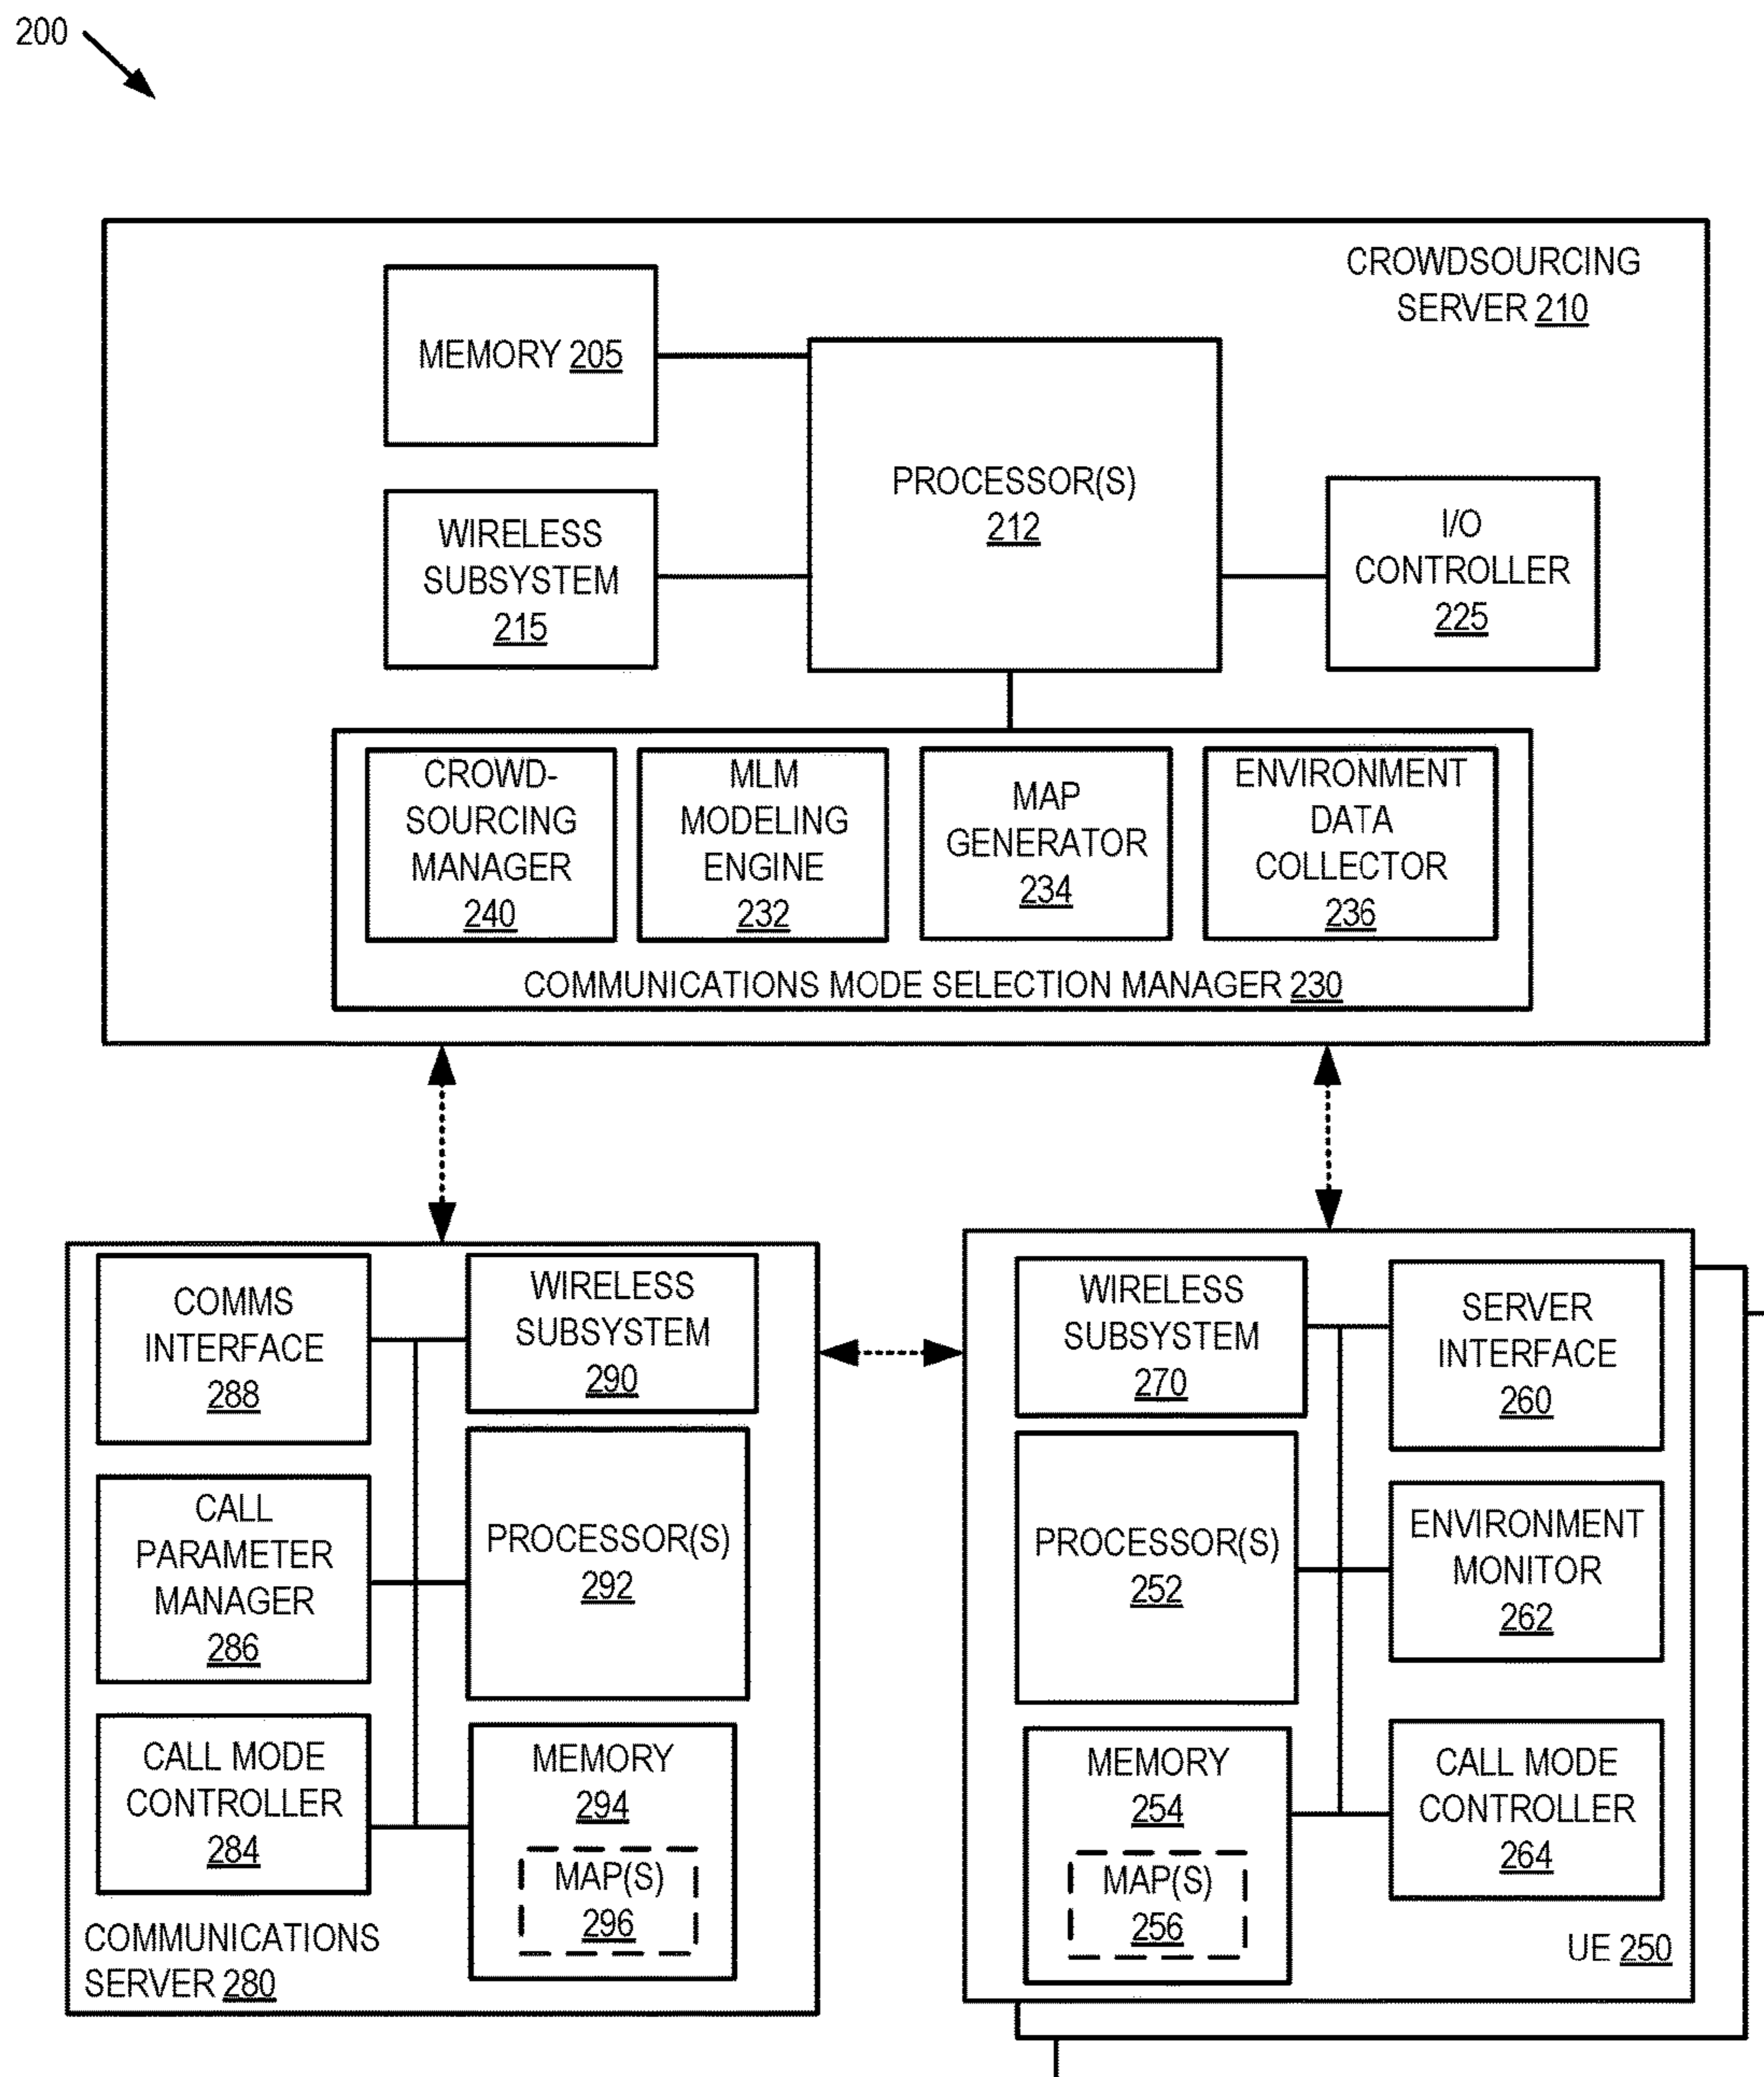 200
CROWDSOURCING
SERVER 210
MEMORY 205
PROCESSOR(S)
212
WIRELESS
SUBSYSTEM
215
I/O
CONTROLLER
225
CROWD-
SOURCING
MANAGER
240
MLM
MODELING
ENGINE
232
MAP
GENERATOR
234
ENVIRONMENT
DATA
COLLECTOR
236
COMMUNICATIONS MODE SELECTION MANAGER 230
COMMS
INTERFACE
288
WIRELESS
SUBSYSTEM
290
CALL
PARAMETER
MANAGER
286
PROCESSOR(S)
292
CALL MODE
CONTROLLER
284
MEMORY
294
MAP(S)
296
COMMUNICATIONS
SERVER 280
WIRELESS
SUBSYSTEM
270
SERVER
INTERFACE
260
PROCESSOR(S)
252
ENVIRONMENT
MONITOR
262
MEMORY
254
MAP(S)
256
CALL MODE
CONTROLLER
264
UE 250